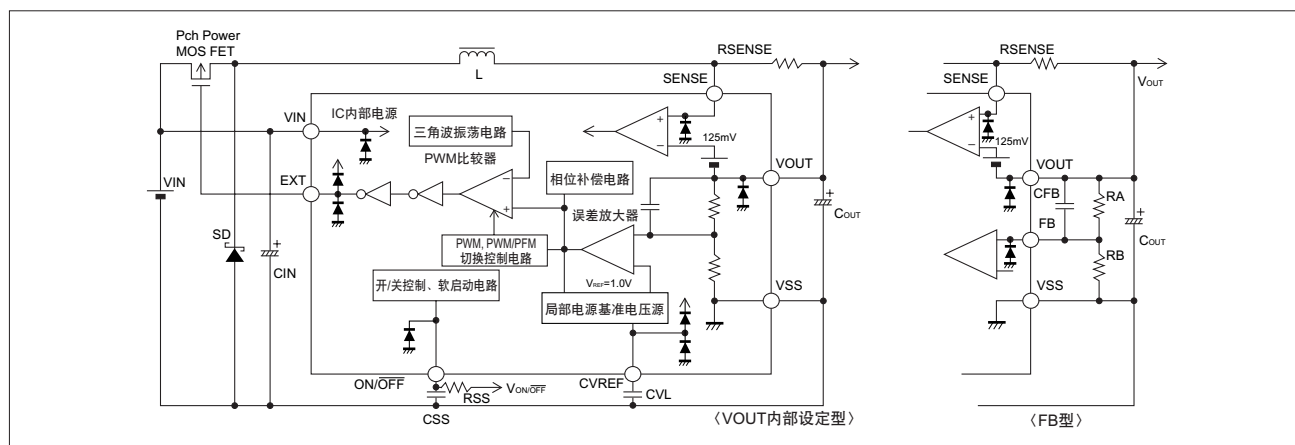 Pch Power
MOS FET
L
RSENSE
SENSE
VIN
IC内部电源
三角波振荡电路
PWM比较器
125mV
VOUT
EXT
VIN
相位补偿电路
误差放大器
+
COUT
SD
+
CIN
PWM, PWM/PFM
切换控制电路
VREF=1.0V
VSS
开/关控制、软启动电路
局部电源基准电压源
ON/OFF
RSS
VON/OFF
CSS
CVREF
CVL
〈VOUT内部设定型〉
RSENSE
SENSE
VOUT
125mV
VOUT
CFB
RA
FB
+
COUT
RB
VSS
〈FB型〉